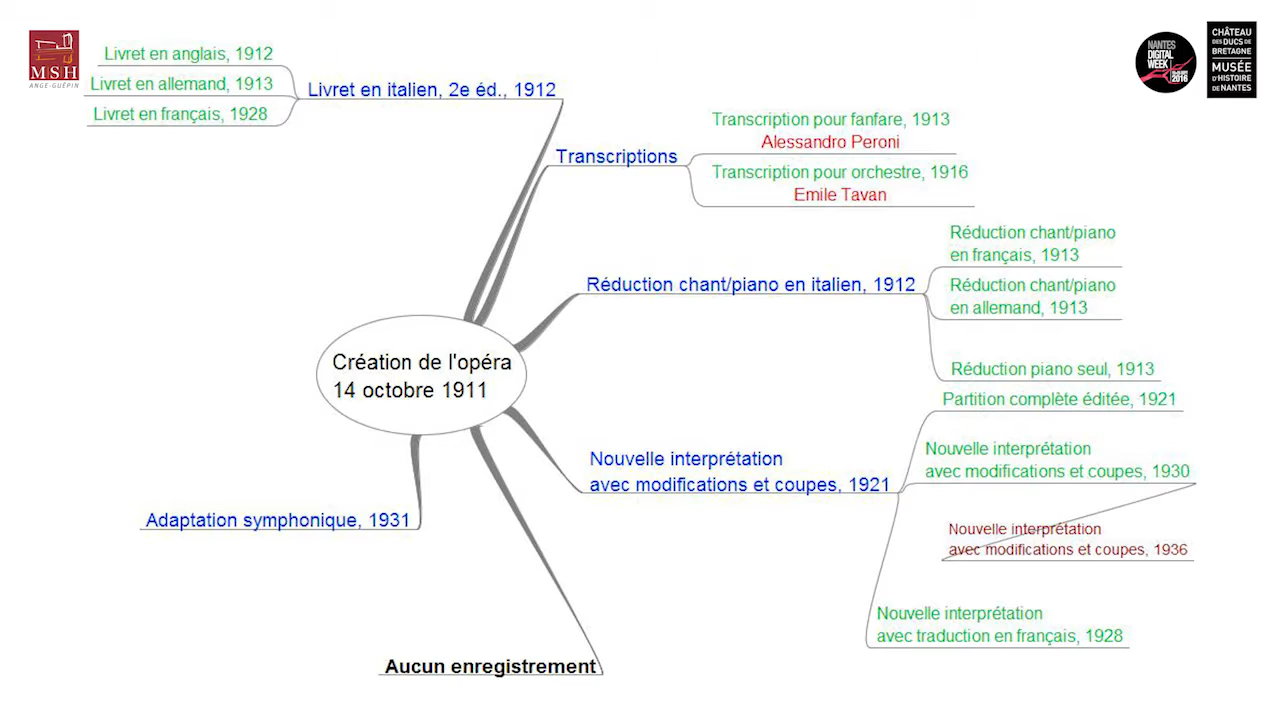 MSH
ANGE-GUÉPIN
Livret en anglais, 1912
Livret en allemand, 1913
Livret en français, 1928
Livret en italien, 2e éd., 1912
NANTES
DIGITAL
WEEK
2016
CHÂTEAU
DES DUCS DE
BRETAGNE
MUSÉE
D'HISTOIRE
DE NANTES
Transcriptions
Transcription pour fanfare, 1913
Alessandro Peroni
Transcription pour orchestre, 1916
Emile Tavan
Réduction chant/piano en italien, 1912
Réduction chant/piano
en français, 1913
Réduction chant/piano
en allemand, 1913
Réduction piano seul, 1913
Création de l'opéra
14 octobre 1911
Nouvelle interprétation
avec modifications et coupes, 1921
Partition complète éditée, 1921
Nouvelle interprétation
avec modifications et coupes, 1930
Nouvelle interprétation
avec modifications et coupes, 1936
Nouvelle interprétation
avec traduction en français, 1928
Adaptation symphonique, 1931
Aucun enregistrement